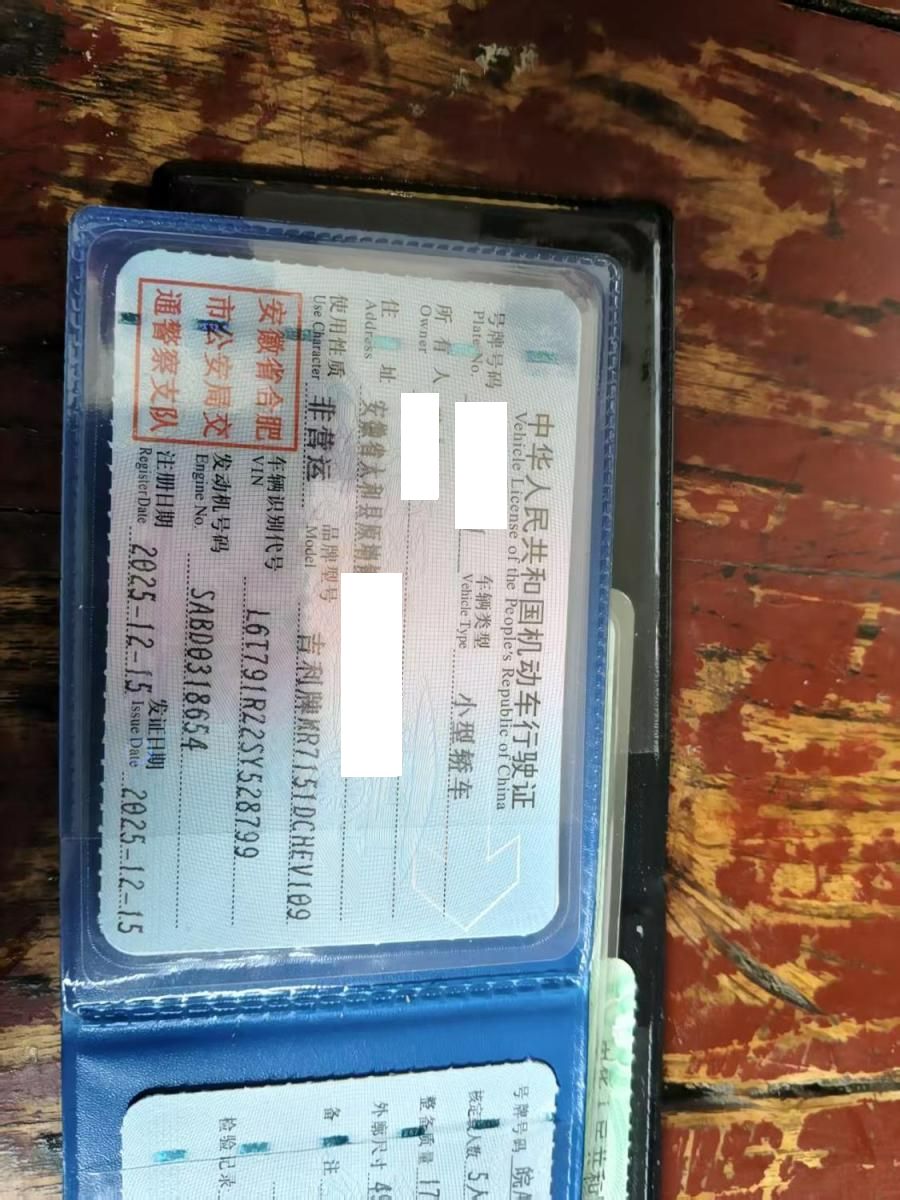 中华人民共和国机动车行驶证
Vehicle License of the People's Republic of China
号牌号码 车辆类型 小型轿车
Plate No. Vehicle Type
所有人
Owner
住址 安徽省太和县原墙镇
Address
使用性质 非营运 品牌型号 吉利牌MR7151DCHEV109
Use Character Model
安徽省合肥
市公安局交
通警察支队
车辆识别代号 L6T791R22SY528799
VIN
发动机号码 SABD0318654
Engine No.
注册日期 2025-12-15 发证日期 2025-12-15
Register Date Issue Date
号牌号码 皖A
核定载人数 5人
整备质量 17
外廓尺寸 49
备注
检验记录